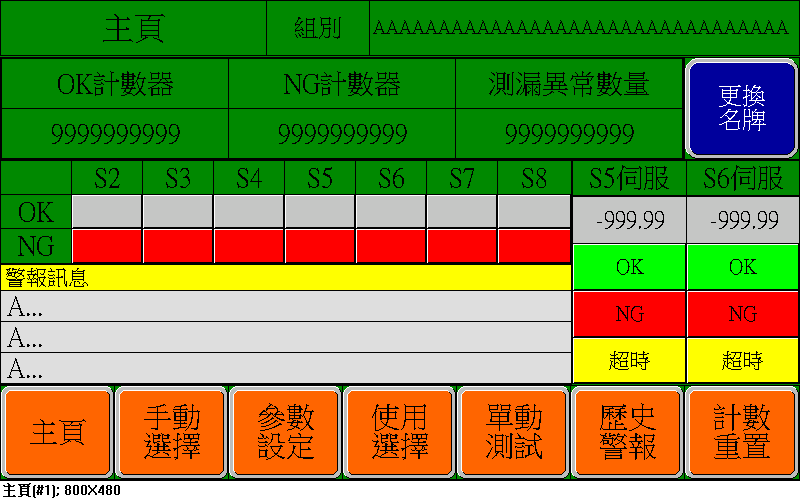 主頁 組別 AAAAAAAAAAAAAAAAAAAAAAAAAAAAAAAA
OK計數器 NG計數器 測漏異常數量
更換
名牌
9999999999 9999999999 9999999999
S2 S3 S4 S5 S6 S7 S8 S5伺服 S6伺服
OK
-999.99 -999.99
NG
OK OK
警報訊息
A...
NG NG
A...
超時 超時
A...
主頁
手動
選擇
參數
設定
使用
選擇
單動
測試
歷史
警報
計數
重置
主頁(#1); 800X480